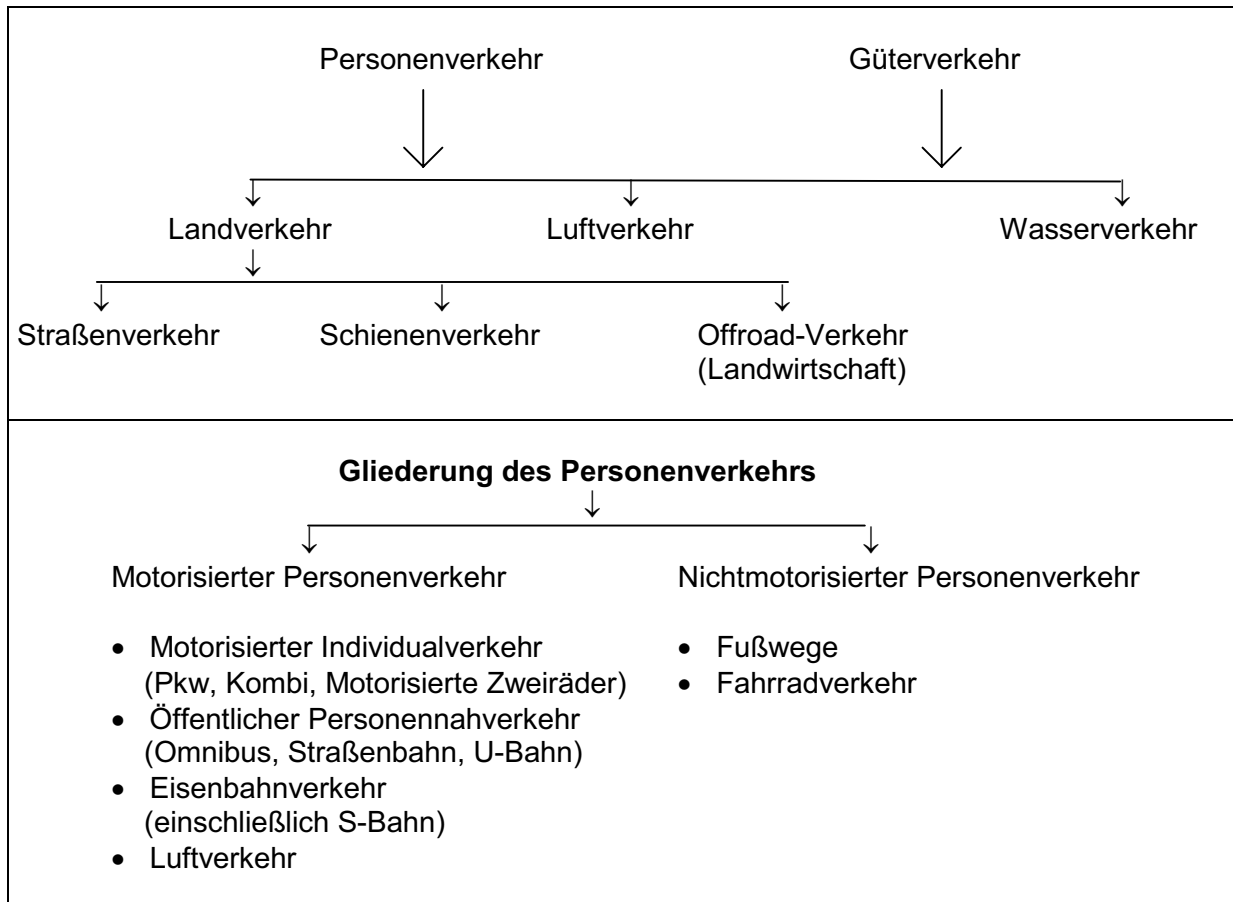 Personenverkehr Güterverkehr
Landverkehr Luftverkehr Wasserverkehr
Straßenverkehr Schienenverkehr Offroad-Verkehr
(Landwirtschaft)
Gliederung des Personenverkehrs
Motorisierter Personenverkehr Nichtmotorisierter Personenverkehr
• Motorisierter Individualverkehr
(Pkw, Kombi, Motorisierte Zweiräder)
• Öffentlicher Personennahverkehr
(Omnibus, Straßenbahn, U-Bahn)
• Eisenbahnverkehr
(einschließlich S-Bahn)
• Luftverkehr
• Fußwege
• Fahrradverkehr